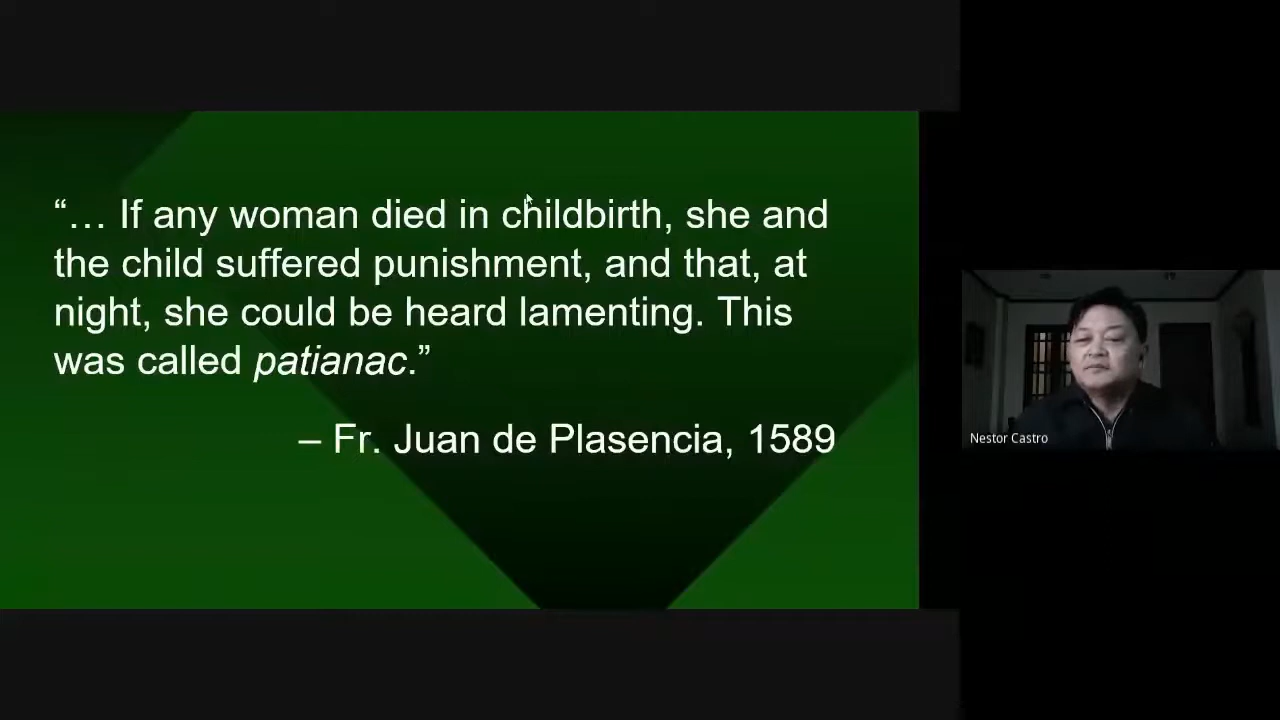 “… If any woman died in childbirth, she and
the child suffered punishment, and that, at
night, she could be heard lamenting. This
was called patianac.”
– Fr. Juan de Plasencia, 1589
Nestor Castro